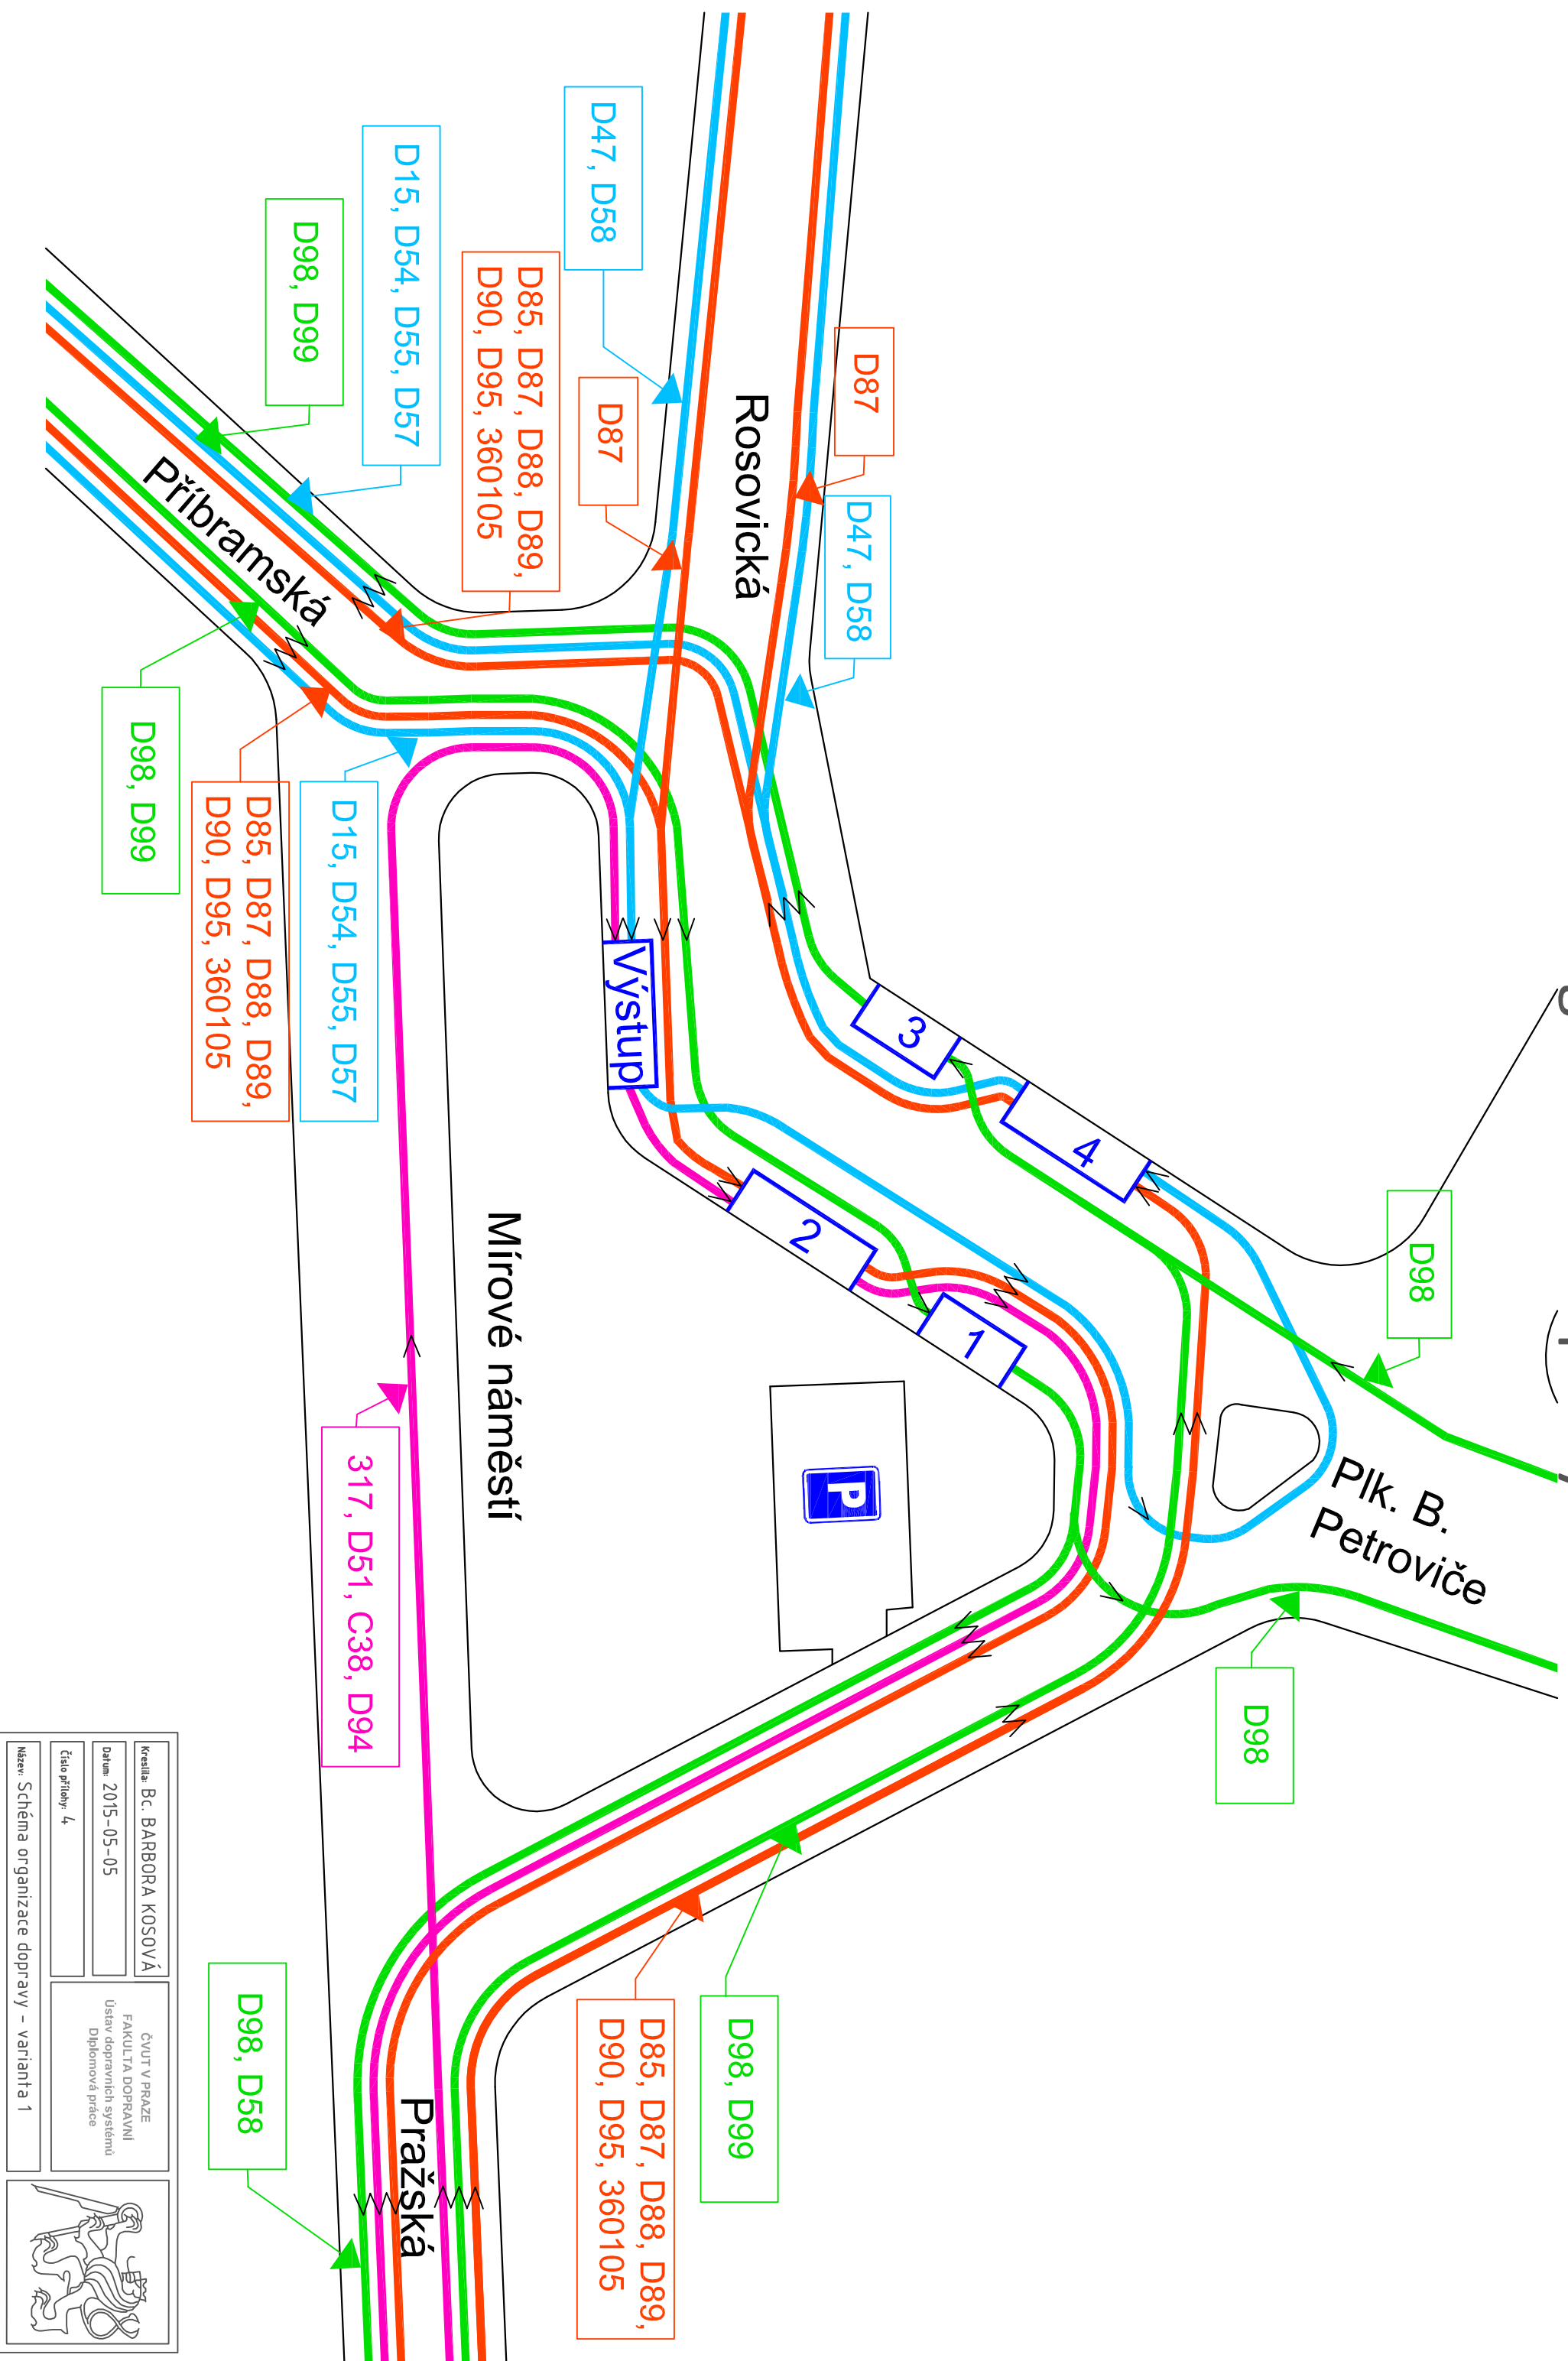 D47, D58
D15, D54, D55, D57
D98, D99
D85, D87, D88, D89,
D90, D95, 360105
D87
D87
D47, D58
Rosovická
Příbramská
D98, D99
D85, D87, D88, D89,
D90, D95, 360105
D15, D54, D55, D57
Výstup
3
4
2
1
Mírové náměstí
P
D98
Plk. B.
Petroviče
D98
317, D51, C38, D94
D98, D99
D85, D87, D88, D89,
D90, D95, 360105
D98, D58
Pražská
Kreslila: Bc. BARBORA KOSOVÁ
Datum: 2015-05-05
Číslo přílohy: 4
Název: Schéma organizace dopravy - varianta 1
ČVUT V PRAZE
FAKULTA DOPRAVNÍ
Ústav dopravních systémů
Diplomová práce